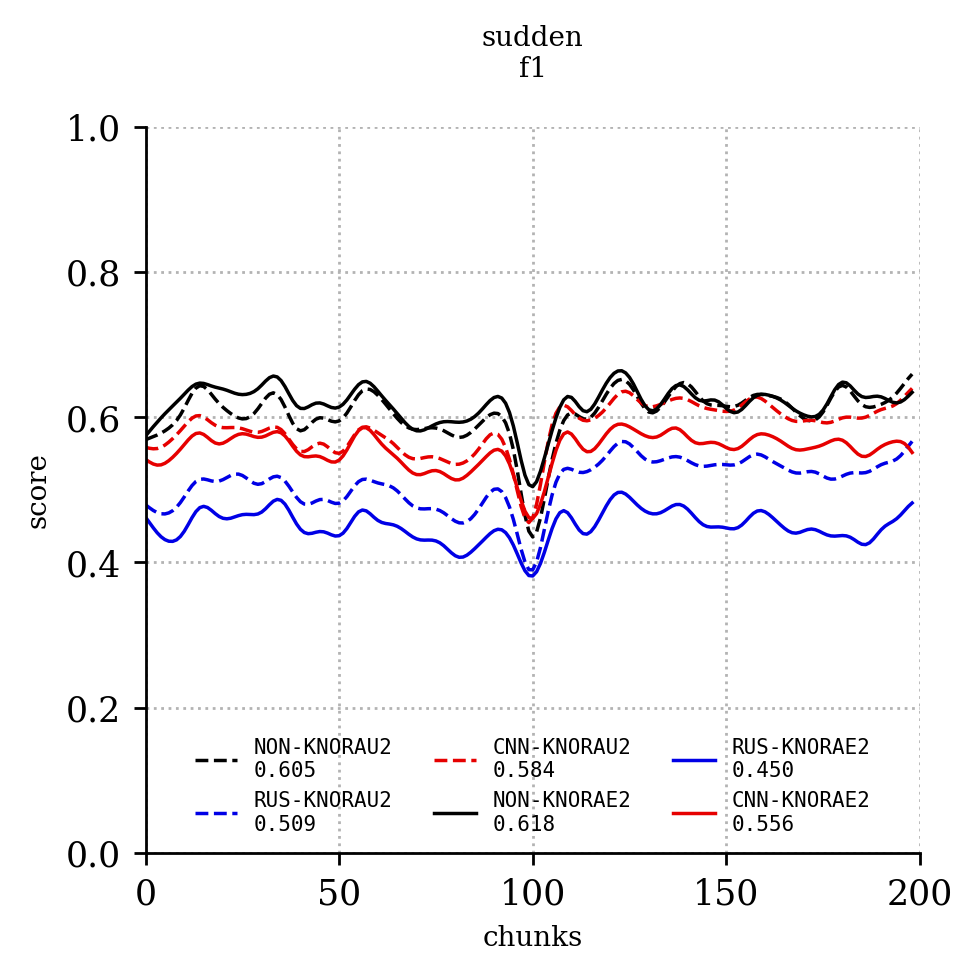 sudden
f1
1.0
0.8
0.6
0.4
0.2
0.0
score
NON-KNORAU2
0.605
RUS-KNORAU2
0.509
CNN-KNORAU2
0.584
NON-KNORAE2
0.618
RUS-KNORAE2
0.450
CNN-KNORAE2
0.556
0 50 100 150 200
chunks